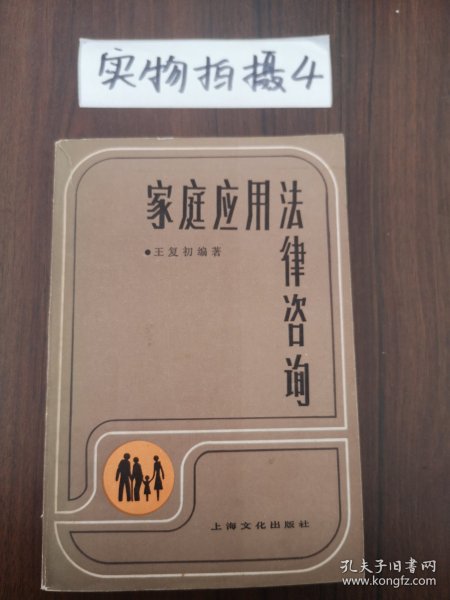 实物拍摄4
家庭应用法律咨询
•王复初编著
上海文化出版社
孔夫子旧书网
www.kongfz.com